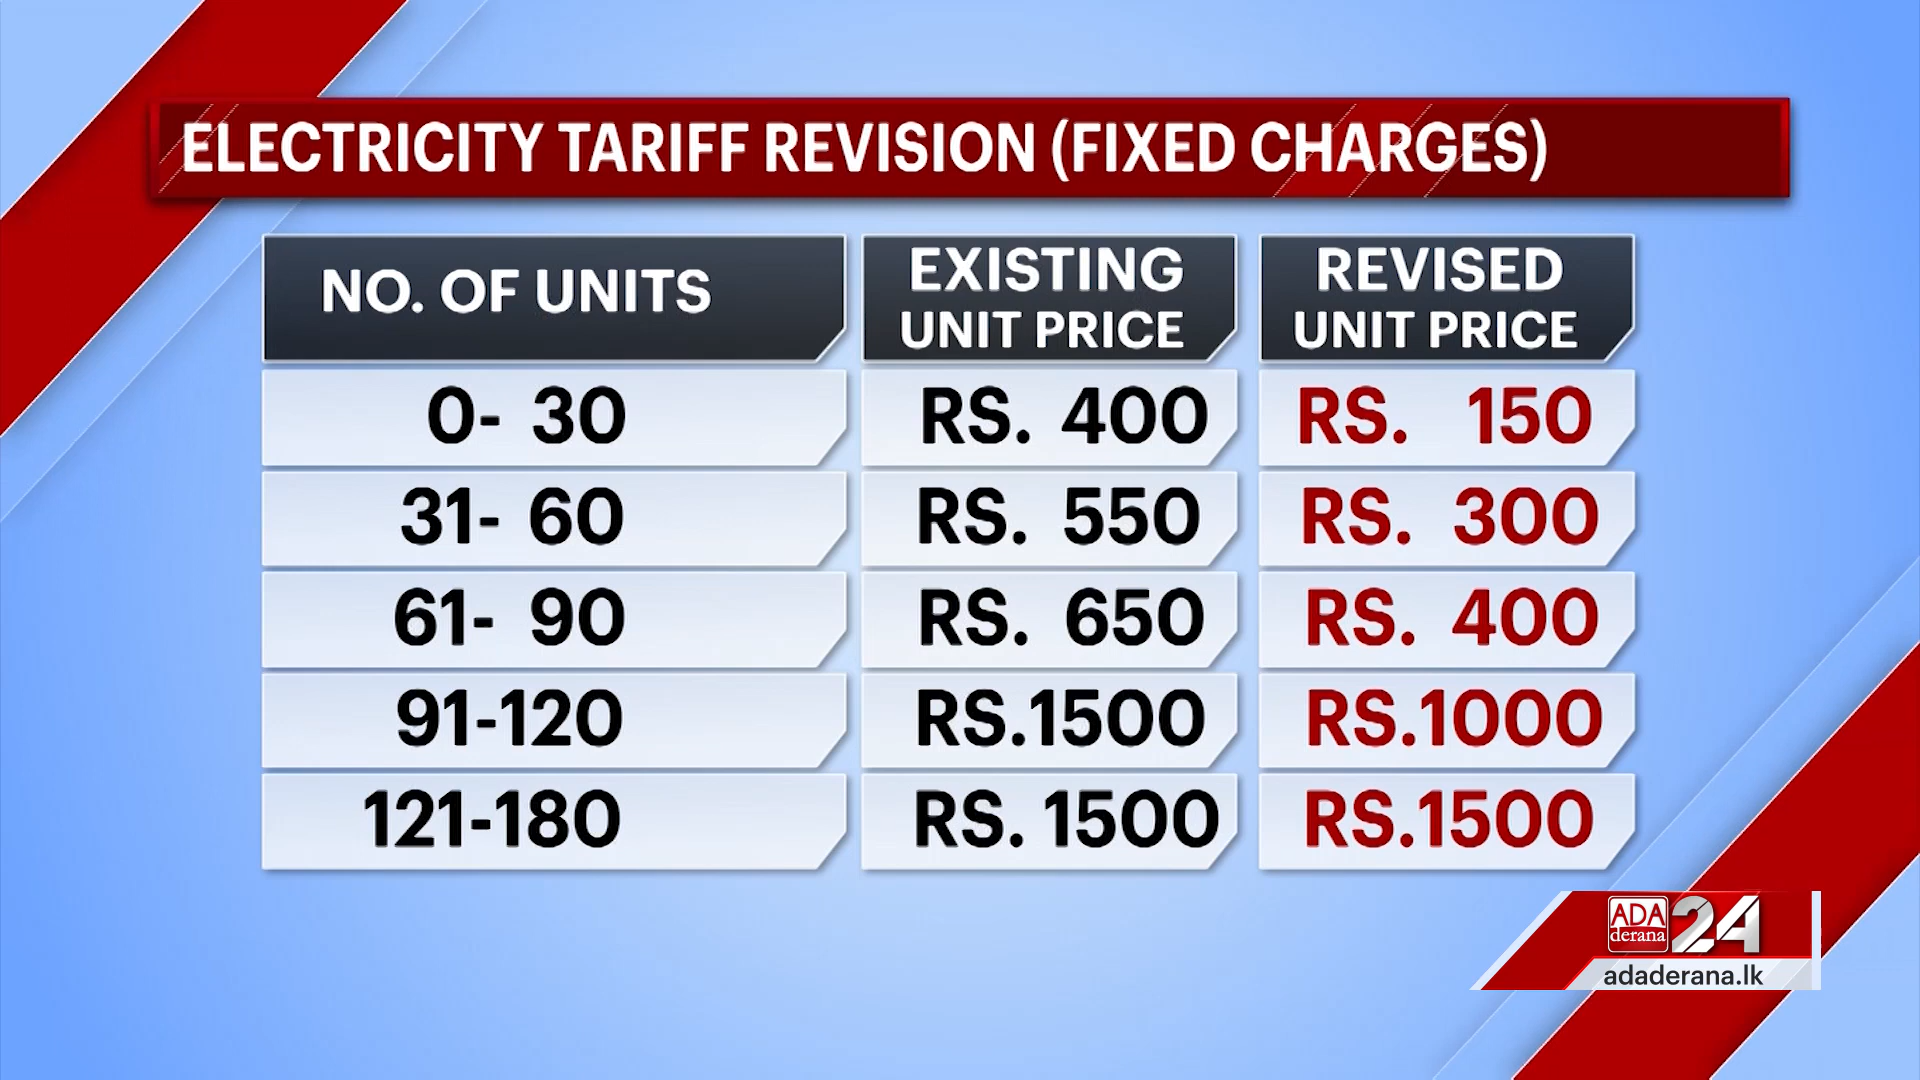 ELECTRICITY TARIFF REVISION (FIXED CHARGES)
NO. OF UNITS
EXISTING UNIT PRICE
REVISED UNIT PRICE
0- 30 RS. 400 RS. 150
31- 60 RS. 550 RS. 300
61- 90 RS. 650 RS. 400
91-120 RS.1500 RS.1000
121-180 RS. 1500 RS.1500
ADA derana 24
adaderana.lk